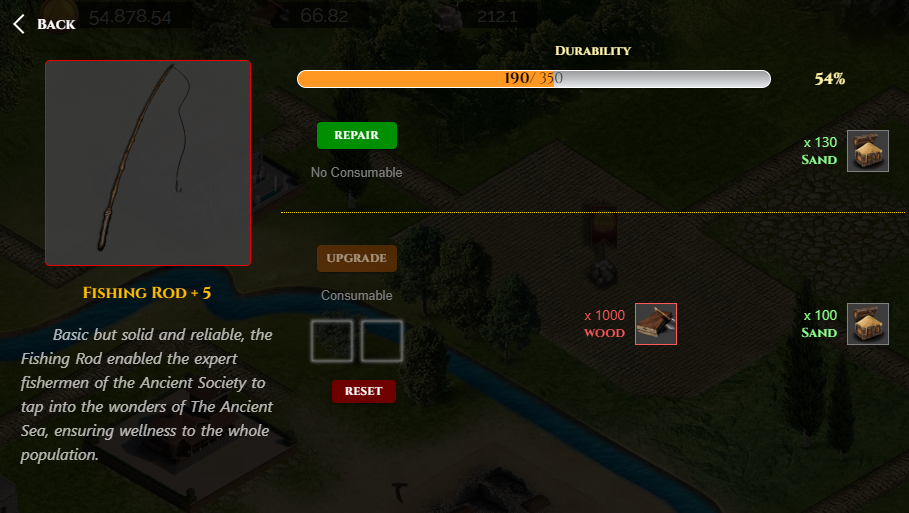 54,878.54
66.82
212.1
BACK
DURABILITY
190/ 350
54%
REPAIR
No Consumable
x 130
SAND
UPGRADE
Consumable
x 1000
WOOD
x 100
SAND
RESET
FISHING ROD + 5
Basic but solid and reliable, the
Fishing Rod enabled the expert
fishermen of the Ancient Society to
tap into the wonders of The Ancient
Sea, ensuring wellness to the whole
population.